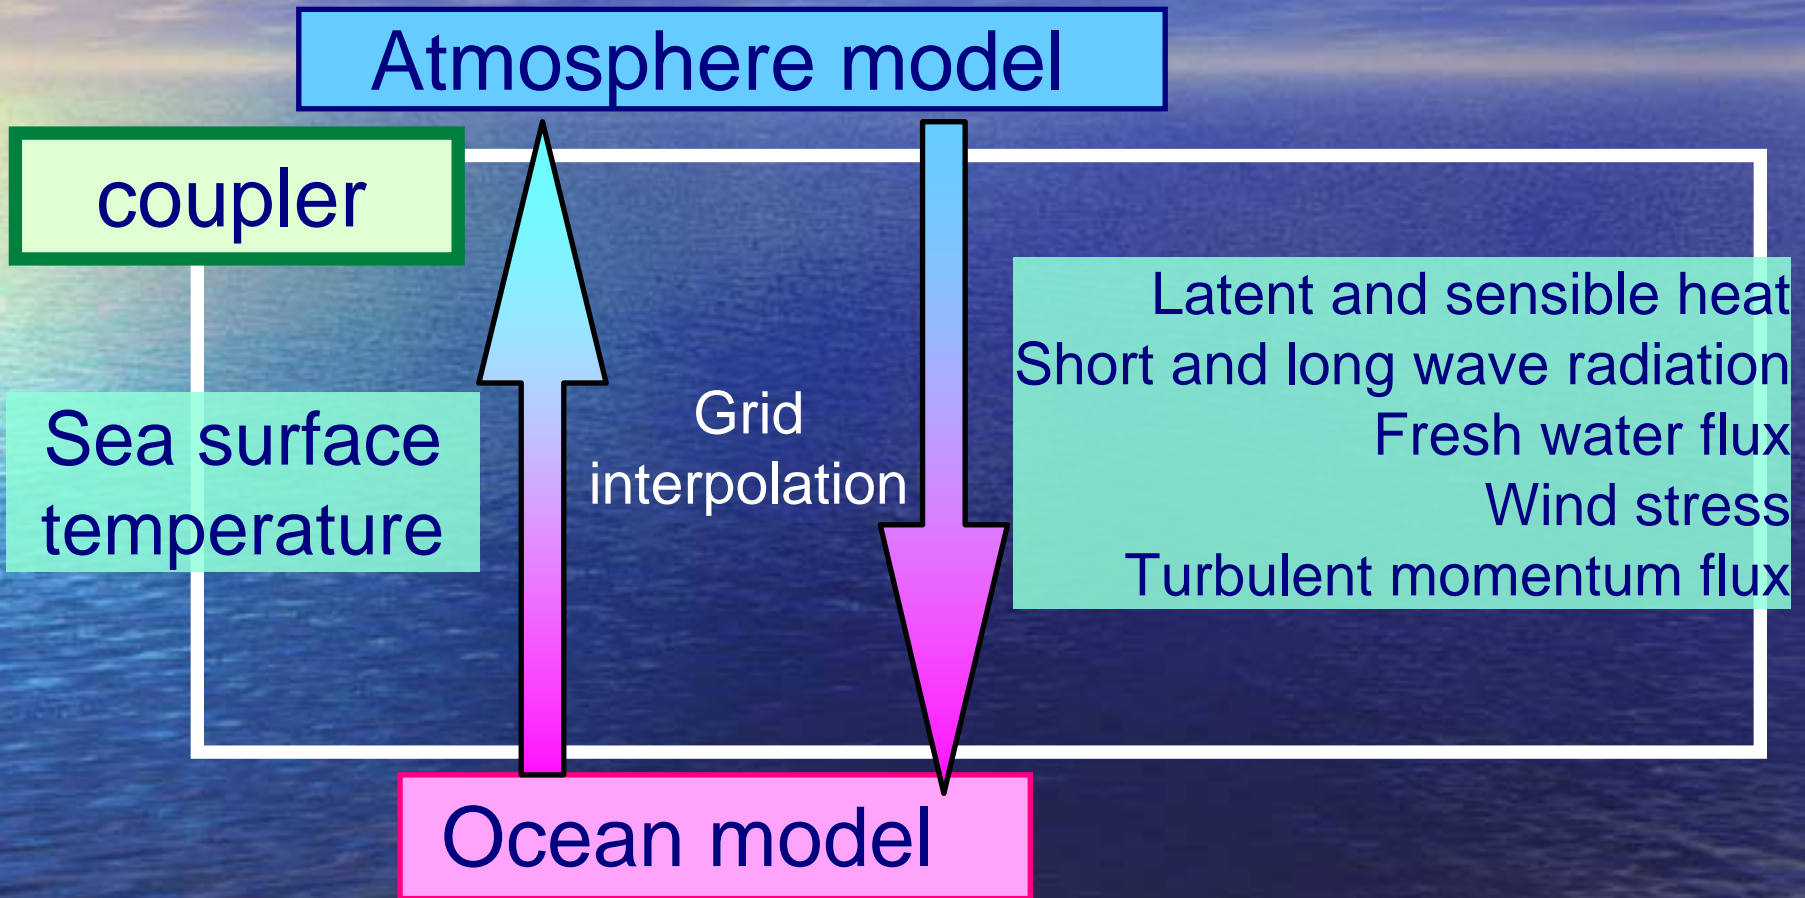 Atmosphere model
coupler
Sea surface
temperature
Grid
interpolation
Latent and sensible heat
Short and long wave radiation
Fresh water flux
Wind stress
Turbulent momentum flux
Ocean model